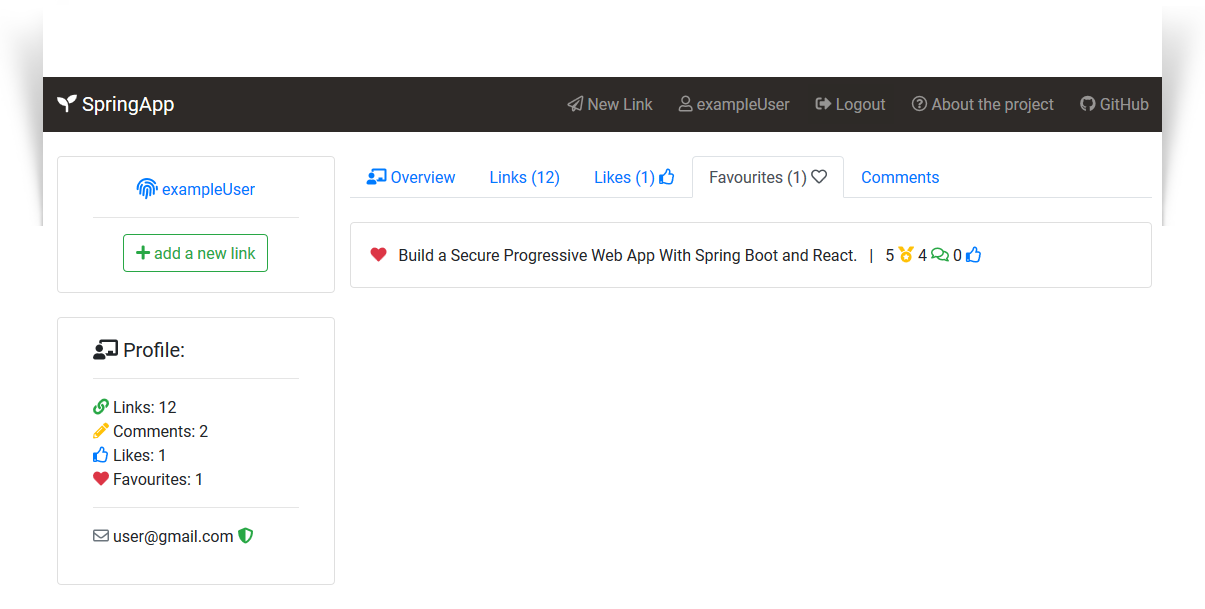 SpringApp New Link exampleUser Logout About the project GitHub
exampleUser
add a new link
Profile:
Links: 12
Comments: 2
Likes: 1
Favourites: 1
user@gmail.com
Overview Links (12) Likes (1) Favourites (1) Comments
Build a Secure Progressive Web App With Spring Boot and React. | 5 4 0